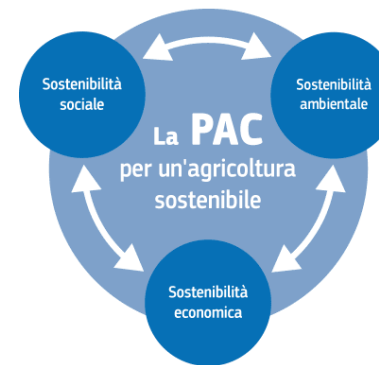 Sostenibilità
sociale
Sostenibilità
ambientale
La PAC
per un'agricoltura
sostenibile
Sostenibilità
economica